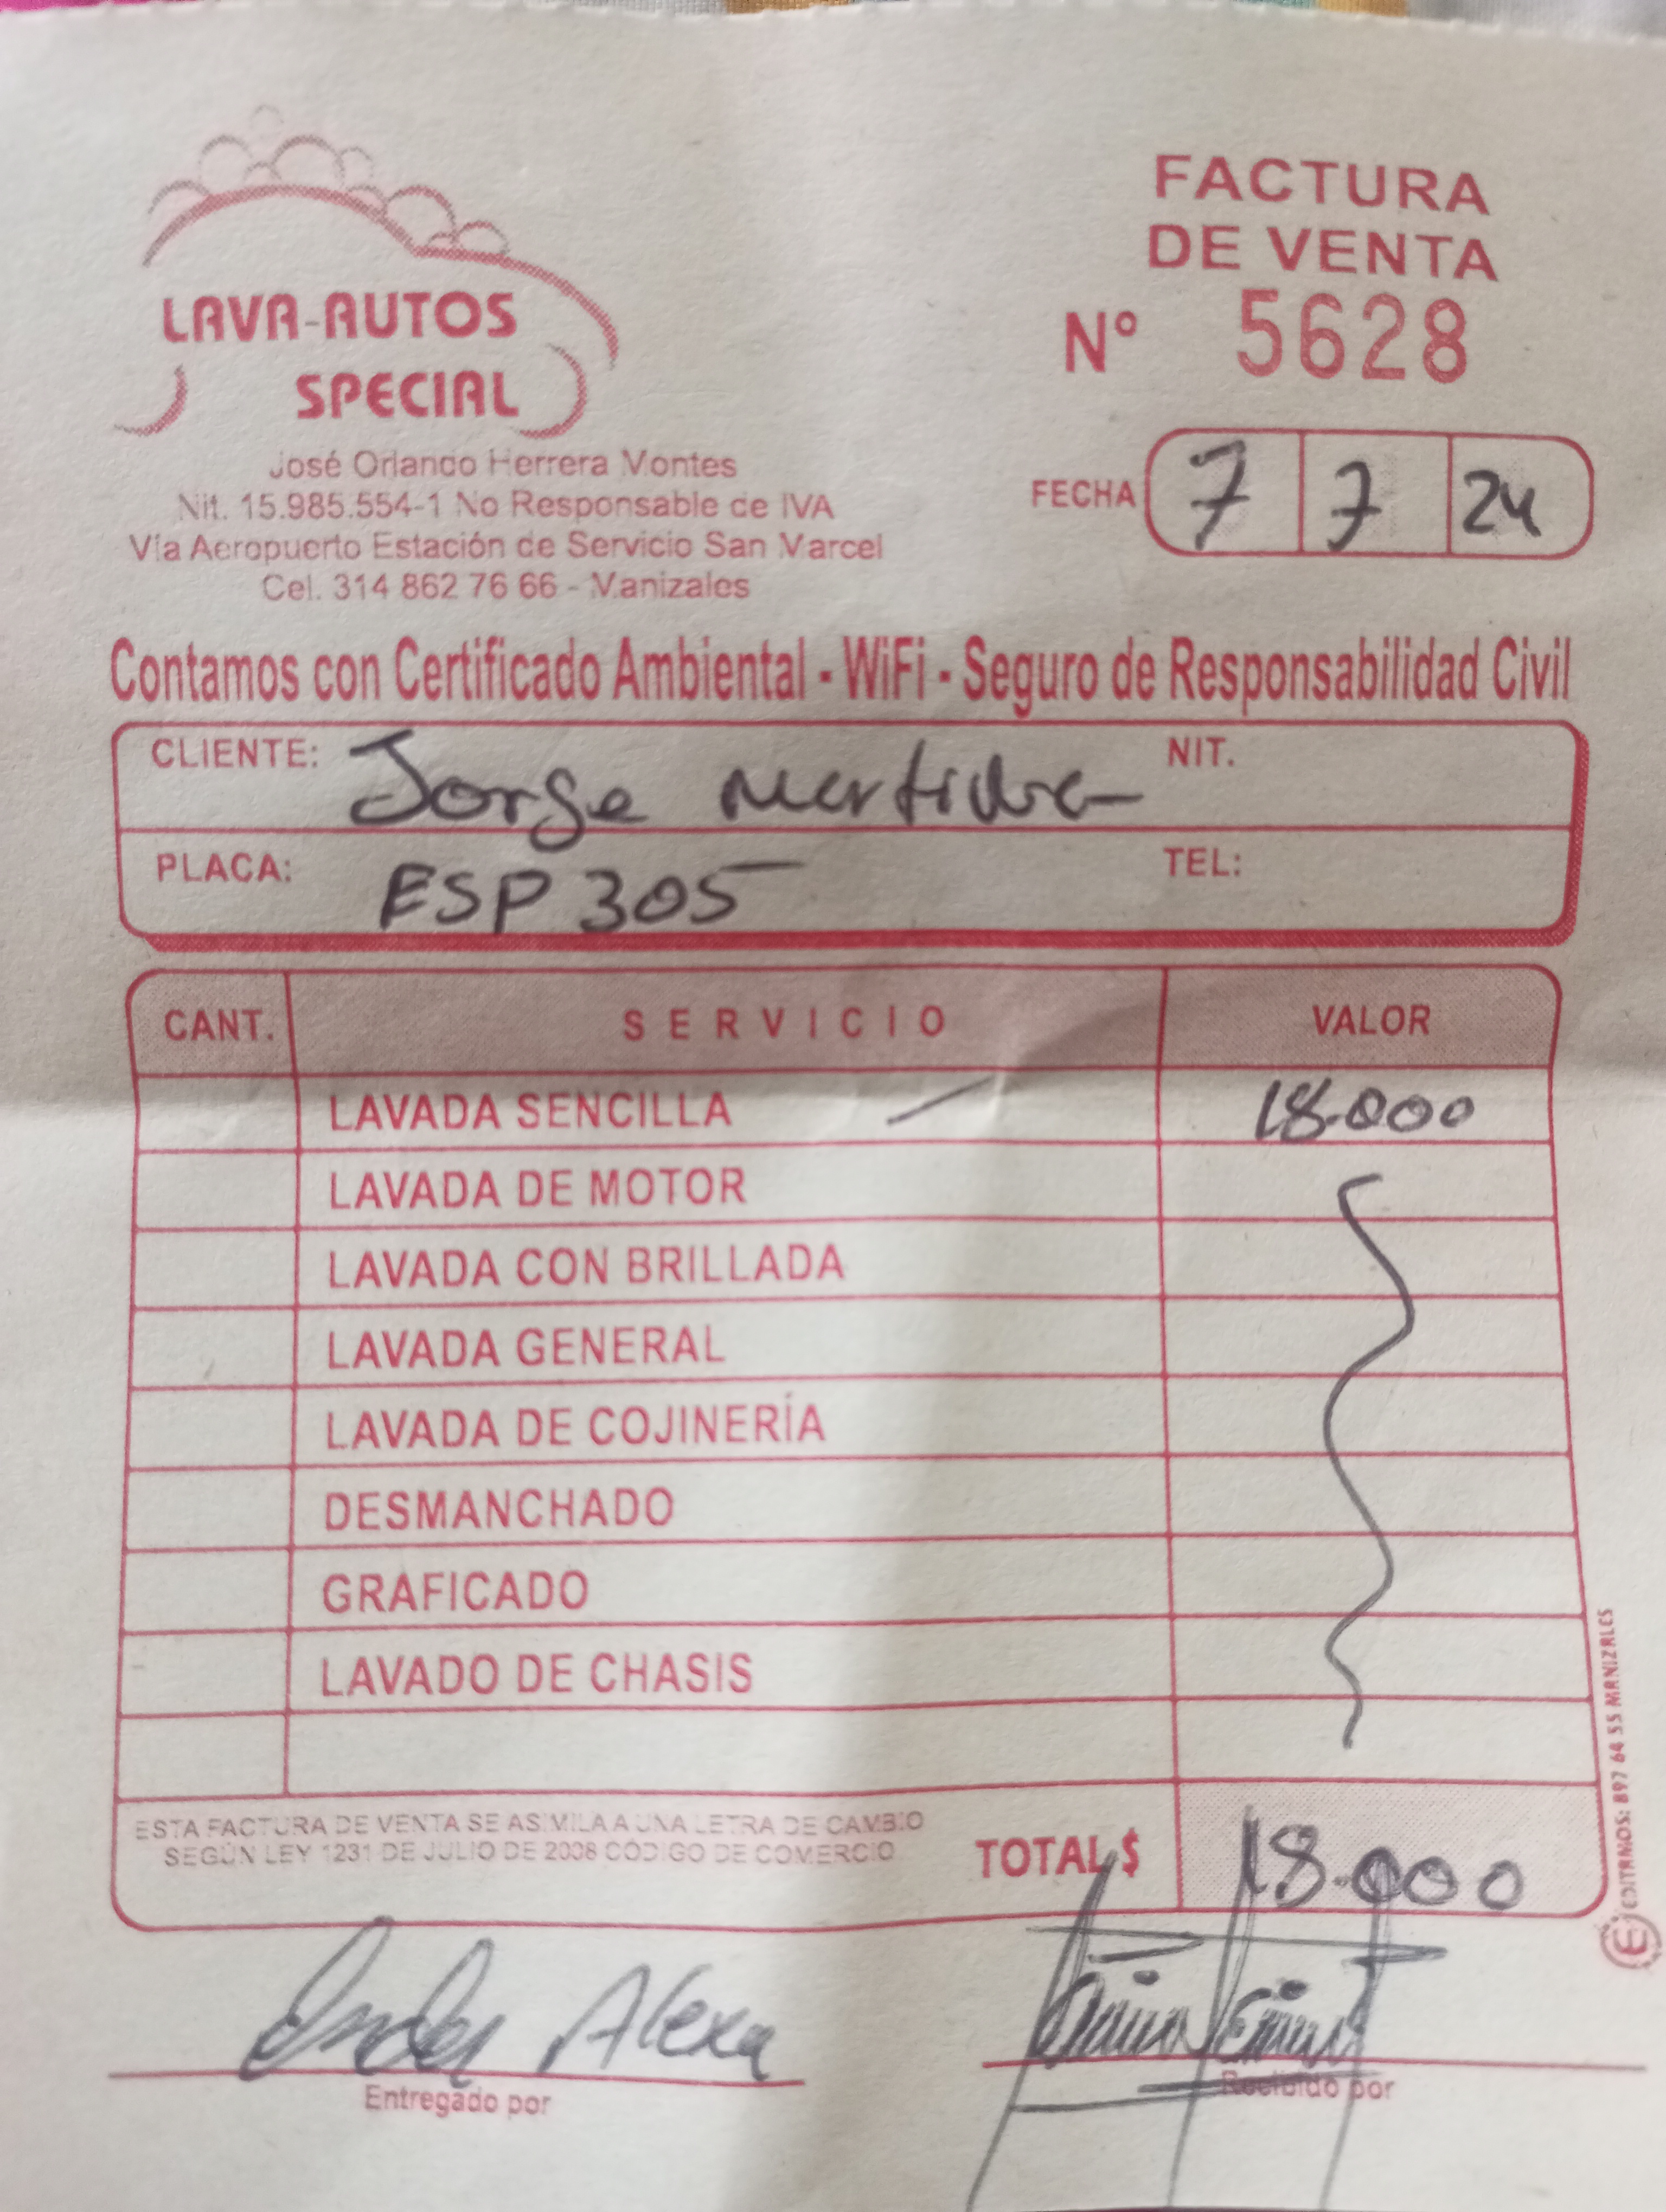 LAVA-AUTOS
SPECIAL
José Orlando Herrera Montes
Nit. 15.985.554-1 No Responsable de IVA
Vía Aeropuerto Estación de Servicio San Marcel
Cel. 314 862 76 66 - Manizales
FACTURA
DE VENTA
Nº 5628
FECHA 7 7 24
Contamos con Certificado Ambiental - WiFi - Seguro de Responsabilidad Civil
CLIENTE: Jorge NIT.
PLACA: ESP 305 TEL:
CANT. SERVICIO VALOR
LAVADA SENCILLA 18.000
LAVADA DE MOTOR
LAVADA CON BRILLADA
LAVADA GENERAL
LAVADA DE COJINERÍA
DESMANCHADO
GRAFICADO
LAVADO DE CHASIS
ESTA FACTURA DE VENTA SE ASIMILA A UNA LETRA DE CAMBIO
SEGÚN LEY 1231 DE JULIO DE 2008 CÓDIGO DE COMERCIO
TOTAL $ 18.000
Alexa
Entregado por
Recibido por
EDITAMOS: 897 64 55 MANIZALES